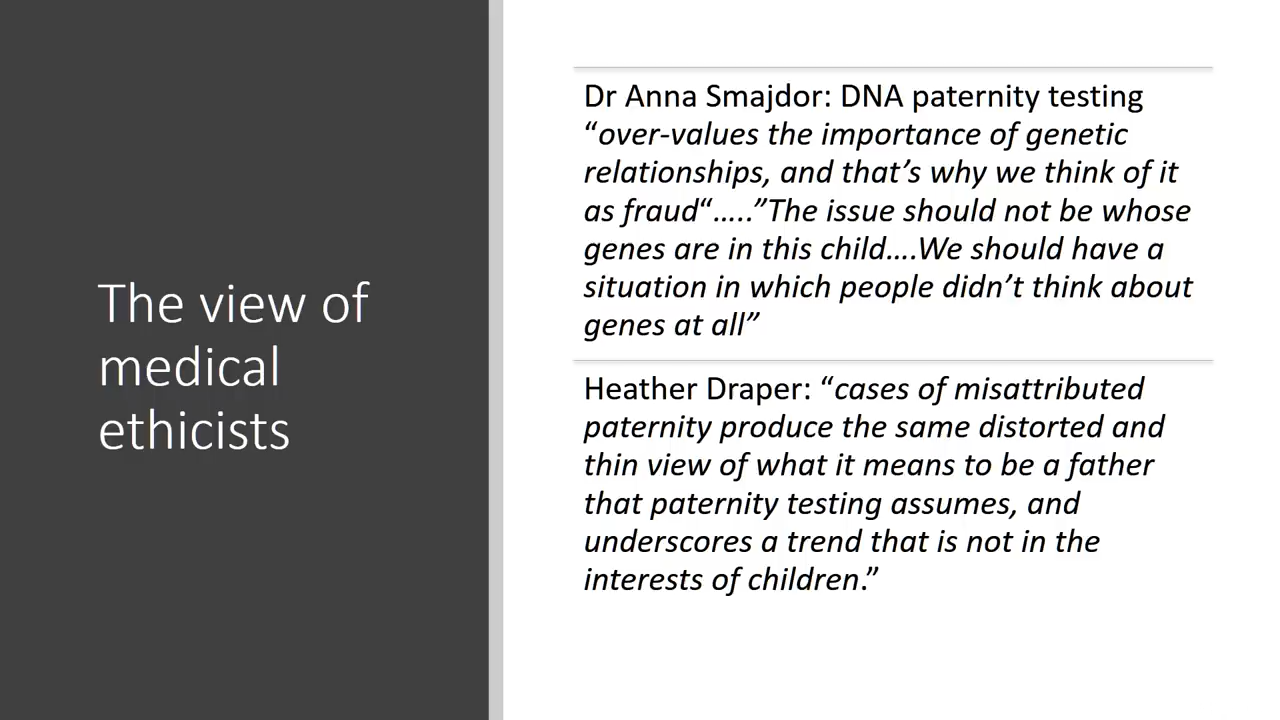 The view of
medical
ethicists
Dr Anna Smajdor: DNA paternity testing
“over-values the importance of genetic
relationships, and that’s why we think of it
as fraud“…..”The issue should not be whose
genes are in this child….We should have a
situation in which people didn’t think about
genes at all”
Heather Draper: “cases of misattributed
paternity produce the same distorted and
thin view of what it means to be a father
that paternity testing assumes, and
underscores a trend that is not in the
interests of children.”